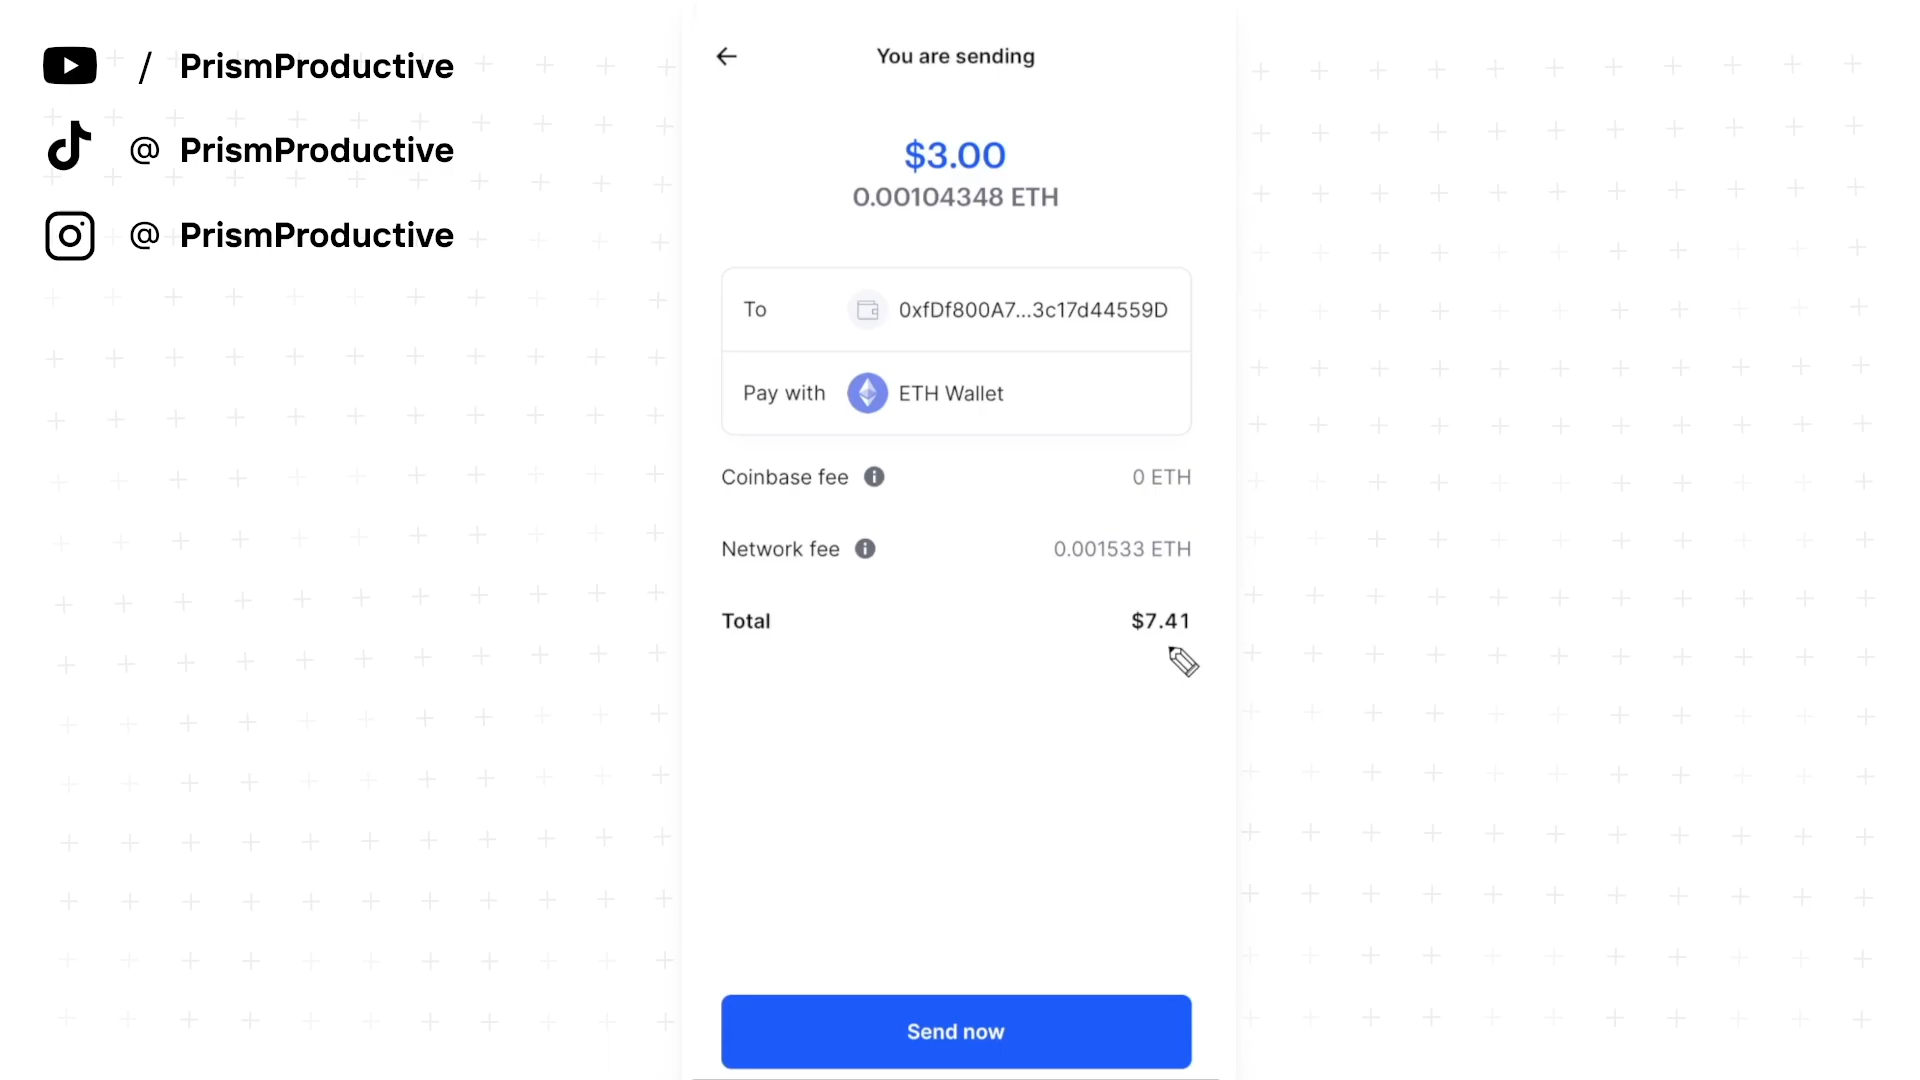 / PrismProductive
@ PrismProductive
@ PrismProductive
You are sending
$3.00
0.00104348 ETH
To 0xfDf800A7...3c17d44559D
Pay with ETH Wallet
Coinbase fee 0 ETH
Network fee 0.001533 ETH
Total $7.41
Send now